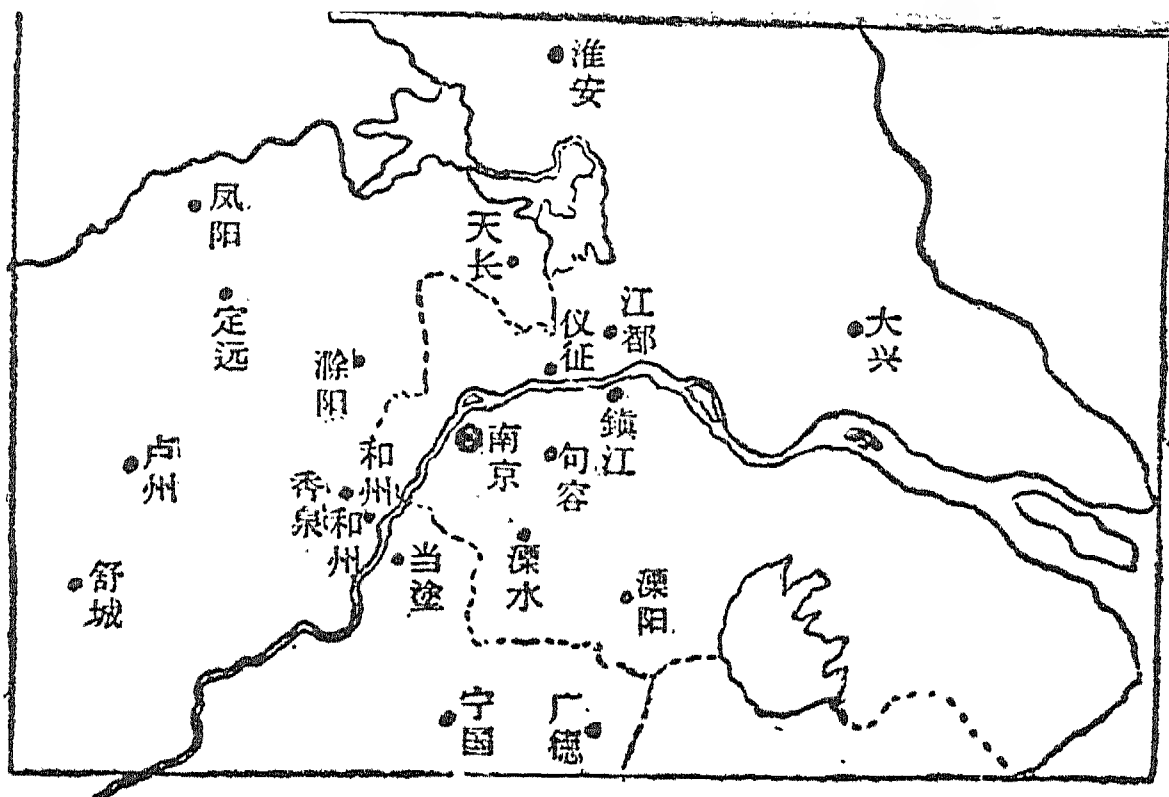 淮安
凤阳
天长
定远
江都
仪征
大兴
滁阳
鎮江
南京
句容
卢州
和州
香泉
和州
舒城
当塗
溧水
溧阳
宁国
广德